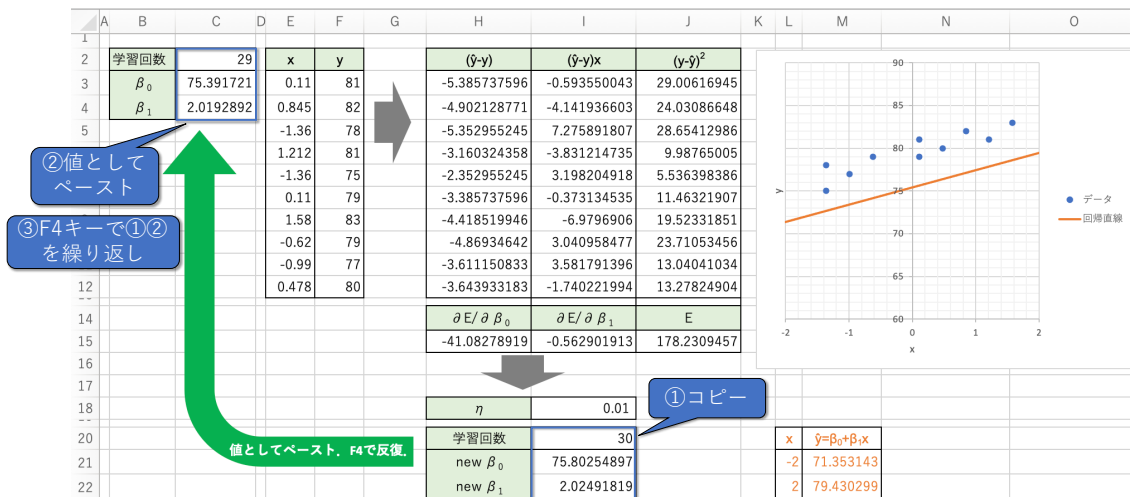 A B C D E F G H I J K L M N O
1
2 学習回数 29 x y (ŷ-y) (ŷ-y)x (y-ŷ)²
3 β₀ 75.391721 0.11 81 -5.385737596 -0.593550043 29.00616945
4 β₁ 2.0192892 0.845 82 -4.902128771 -4.141936603 24.03086648
5 -1.36 78 -5.352955245 7.275891807 28.65412986
1.212 81 -3.160324358 -3.831214735 9.98765005
-1.36 75 -2.352955245 3.198204918 5.536398386
0.11 79 -3.385737596 -0.373134535 11.46321907
1.58 83 -4.418519946 -6.9796906 19.52331851
-0.62 79 -4.86934642 3.040958477 23.71053456
-0.99 77 -3.611150833 3.581791396 13.04041034
12 0.478 80 -3.643933183 -1.740221994 13.27824904
②値として
ペースト
③F4キーで①②
を繰り返し
14 ∂E/∂β₀ ∂E/∂β₁ E
15 -41.08278919 -0.562901913 178.2309457
16
17
18 η 0.01
①コピー
20 学習回数 30 x ŷ=β₀+β₁x
値としてペースト．F4で反復．
21 new β₀ 75.80254897 -2 71.353143
22 new β₁ 2.02491819 2 79.430299
90
85
80
75
70
65
60
-2 -1 0 1 2
x
y
データ
回帰直線